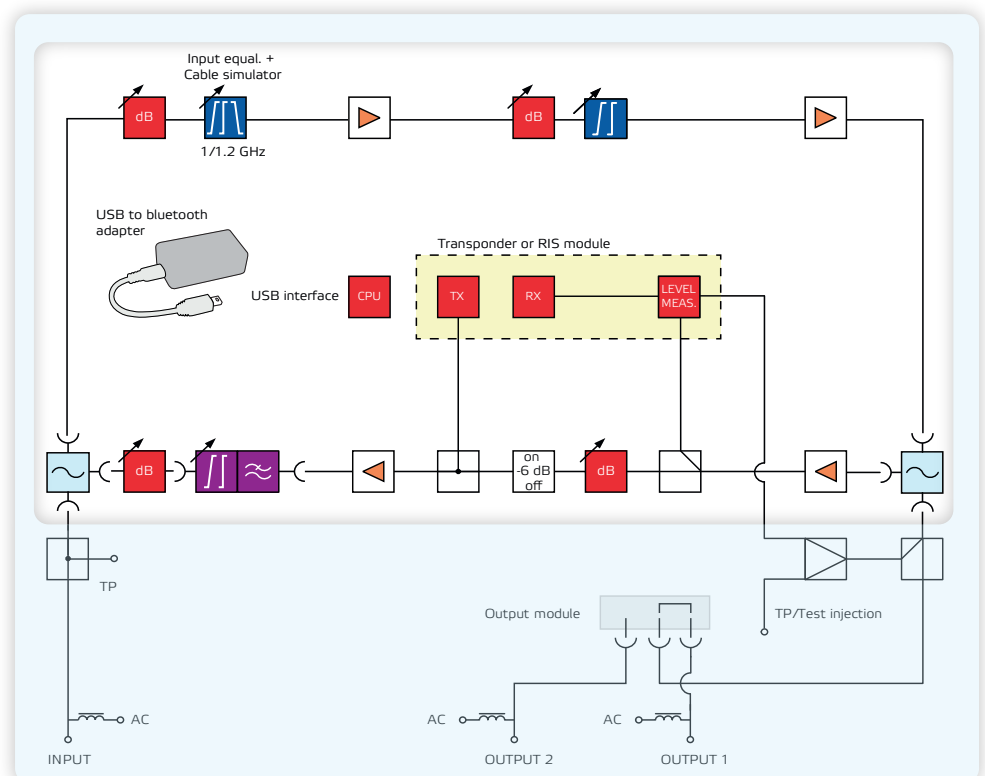 Input equal. +
Cable simulator
dB
1/1.2 GHz
dB
USB to bluetooth
adapter
Transponder or RIS module
USB interface
CPU
TX
RX
LEVEL
MEAS.
dB
on
-6 dB
off
dB
TP
Output module
TP/Test injection
AC
AC
AC
INPUT
OUTPUT 2
OUTPUT 1